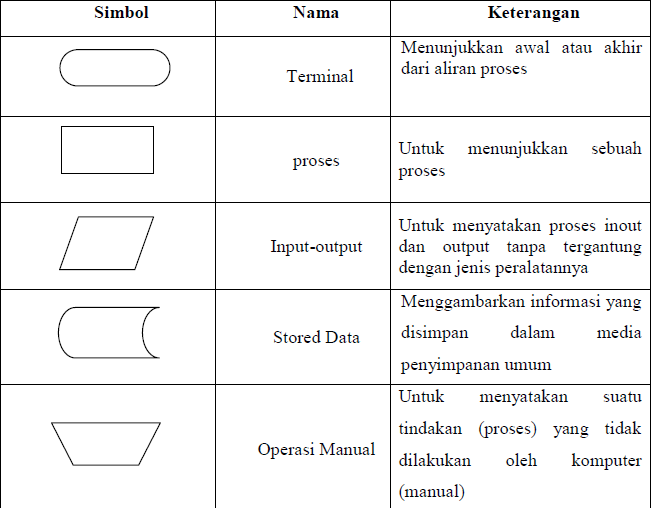 Simbol Nama Keterangan
Terminal
Menunjukkan awal atau akhir
dari aliran proses
proses
Untuk menunjukkan sebuah
proses
Input-output
Untuk menyatakan proses inout
dan output tanpa tergantung
dengan jenis peralatannya
Stored Data
Menggambarkan informasi yang
disimpan dalam media
penyimpanan umum
Operasi Manual
Untuk menyatakan suatu
tindakan (proses) yang tidak
dilakukan oleh komputer
(manual)